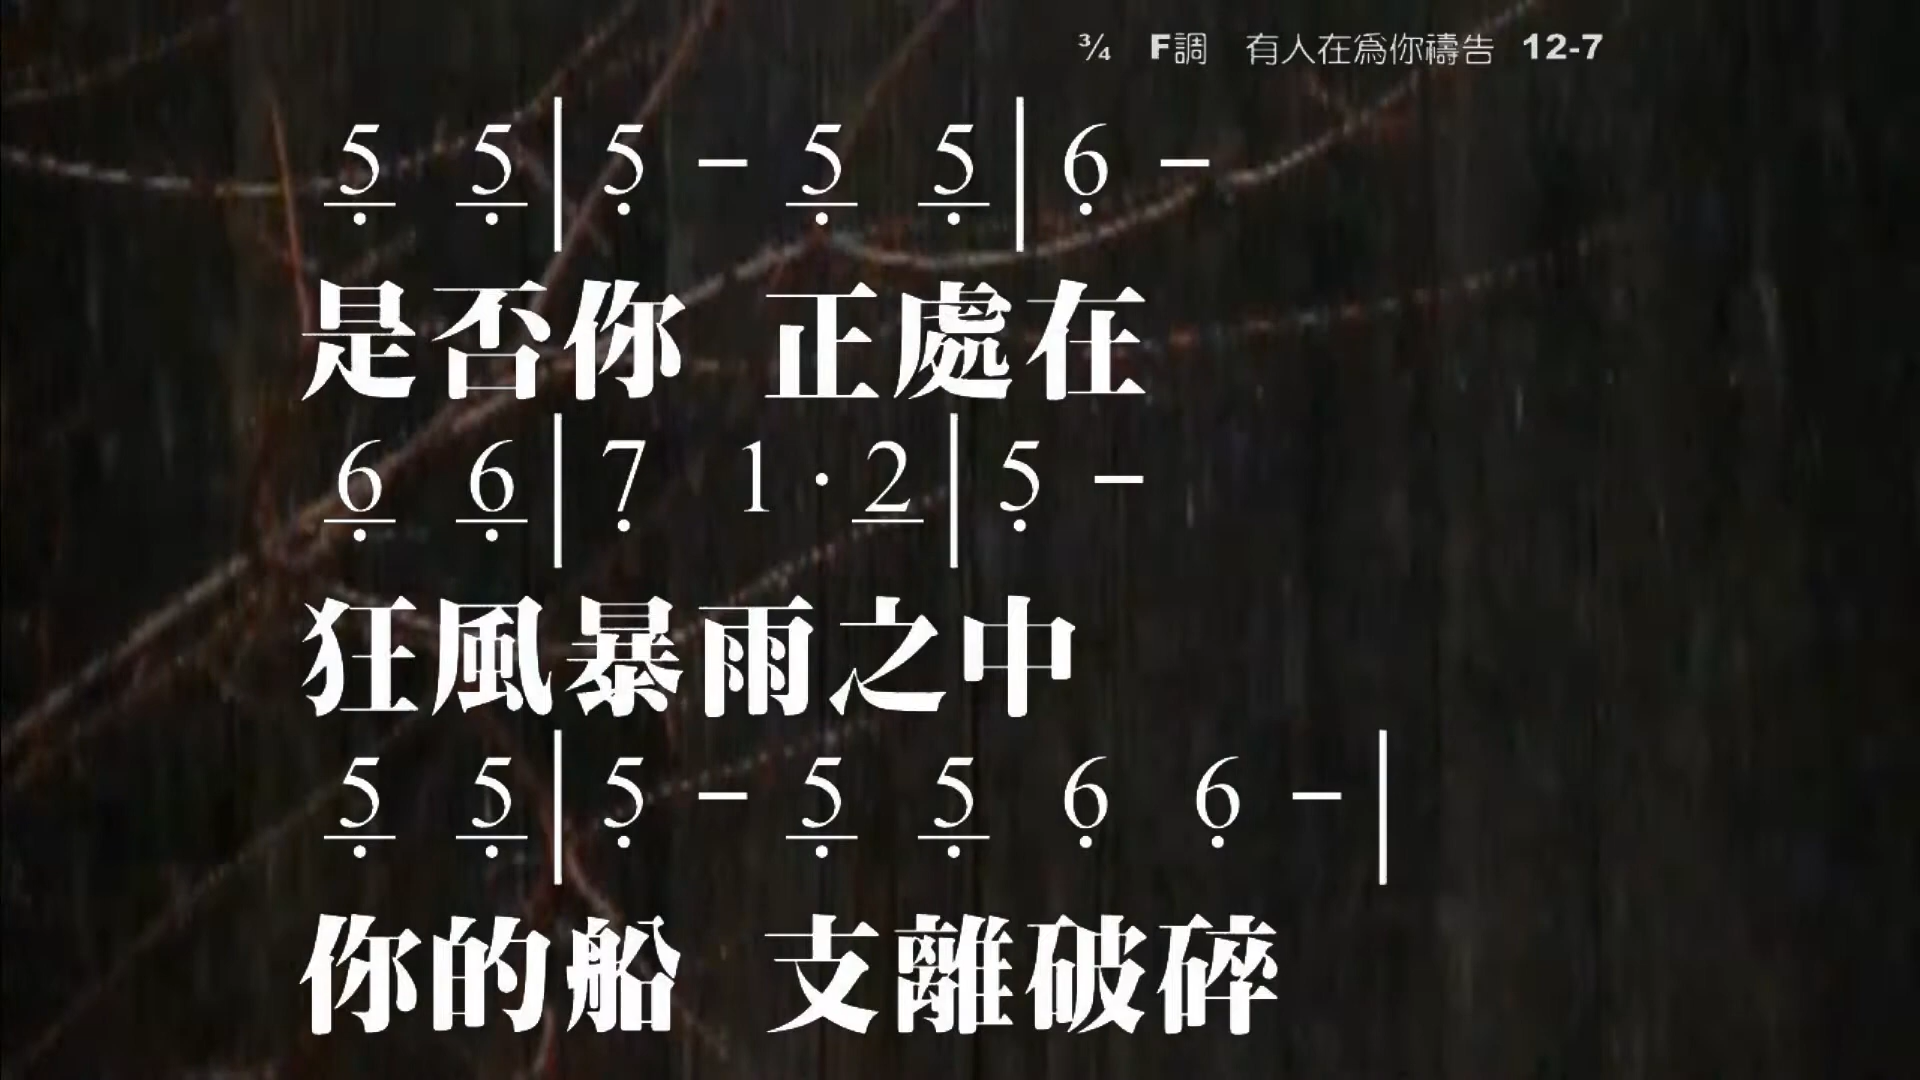 ¾ F調 有人在為你禱告 12-7
5̲̣ 5̲̣ | 5̣ - 5̲̣ 5̲̣ | 6̣ -
是否你 正處在
6̲̣ 6̲̣ | 7̣ 1 · 2̲ | 5̣ -
狂風暴雨之中
5̲̣ 5̲̣ | 5̣ - 5̲̣ 5̲̣ 6̣ 6̣ - |
你的船 支離破碎